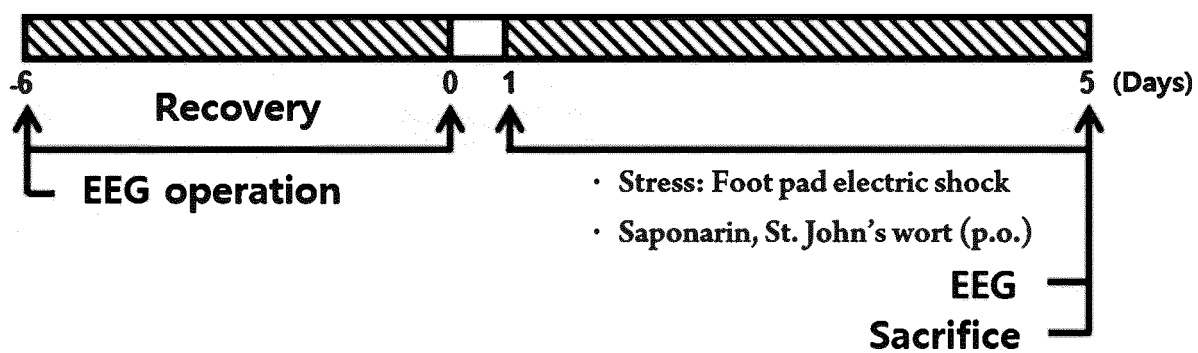 -6 0 1 5 (Days)
Recovery
EEG operation
· Stress: Foot pad electric shock
· Saponarin, St. John's wort (p.o.)
EEG
Sacrifice